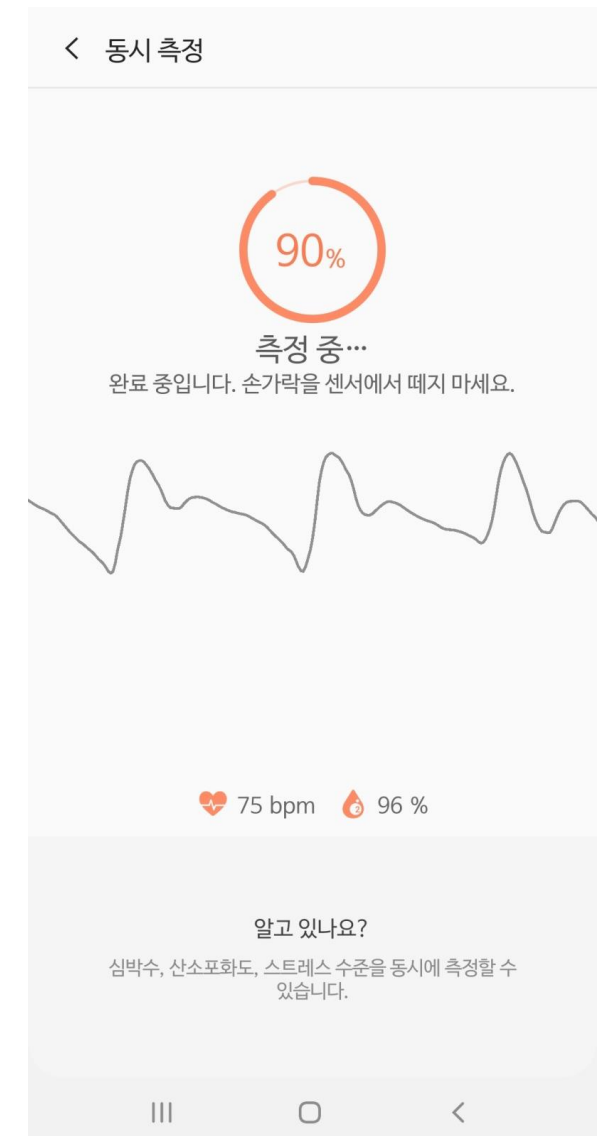 동시 측정
90%
측정 중…
완료 중입니다. 손가락을 센서에서 떼지 마세요.
75 bpm 96 %
알고 있나요?
심박수, 산소포화도, 스트레스 수준을 동시에 측정할 수
있습니다.